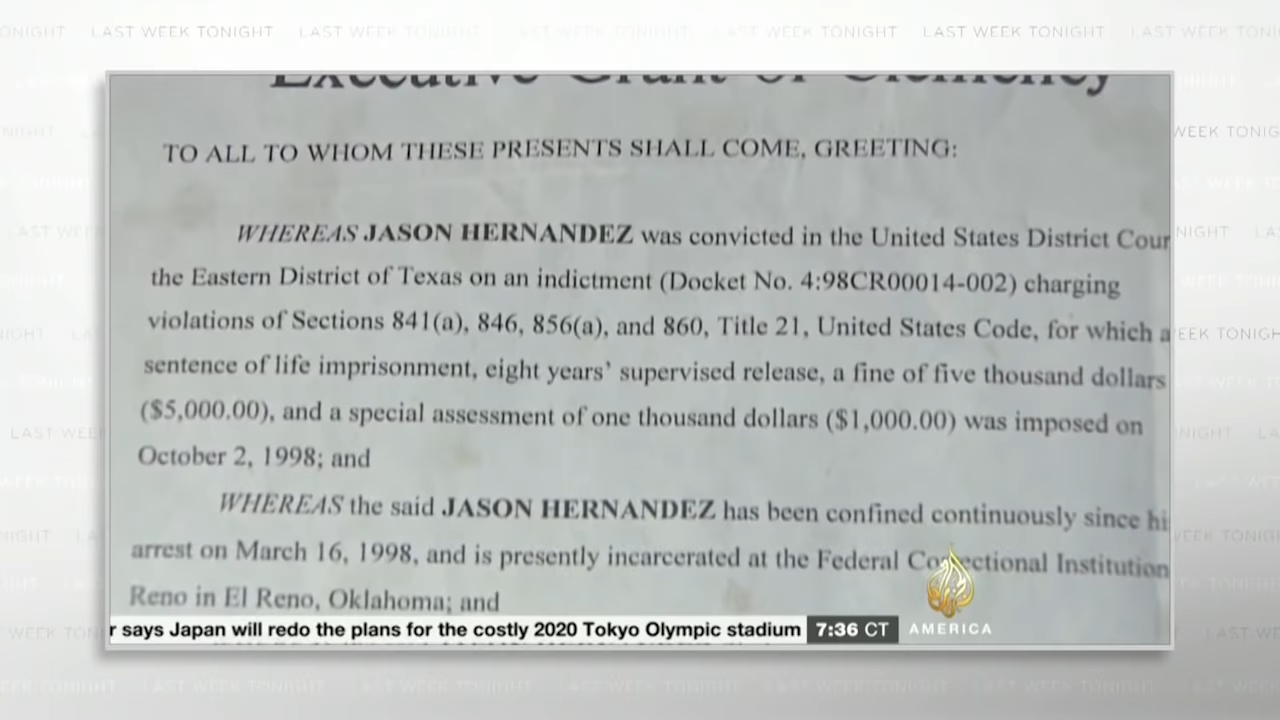 LAST WEEK TONIGHT
Executive Grant of Clemency
TO ALL TO WHOM THESE PRESENTS SHALL COME, GREETING:
WHEREAS JASON HERNANDEZ was convicted in the United States District Cour
the Eastern District of Texas on an indictment (Docket No. 4:98CR00014-002) charging
violations of Sections 841(a), 846, 856(a), and 860, Title 21, United States Code, for which a
sentence of life imprisonment, eight years' supervised release, a fine of five thousand dollars
($5,000.00), and a special assessment of one thousand dollars ($1,000.00) was imposed on
October 2, 1998; and
WHEREAS the said JASON HERNANDEZ has been confined continuously since hi
arrest on March 16, 1998, and is presently incarcerated at the Federal Correctional Institution
Reno in El Reno, Oklahoma; and
r says Japan will redo the plans for the costly 2020 Tokyo Olympic stadium 7:36 CT
AMERICA